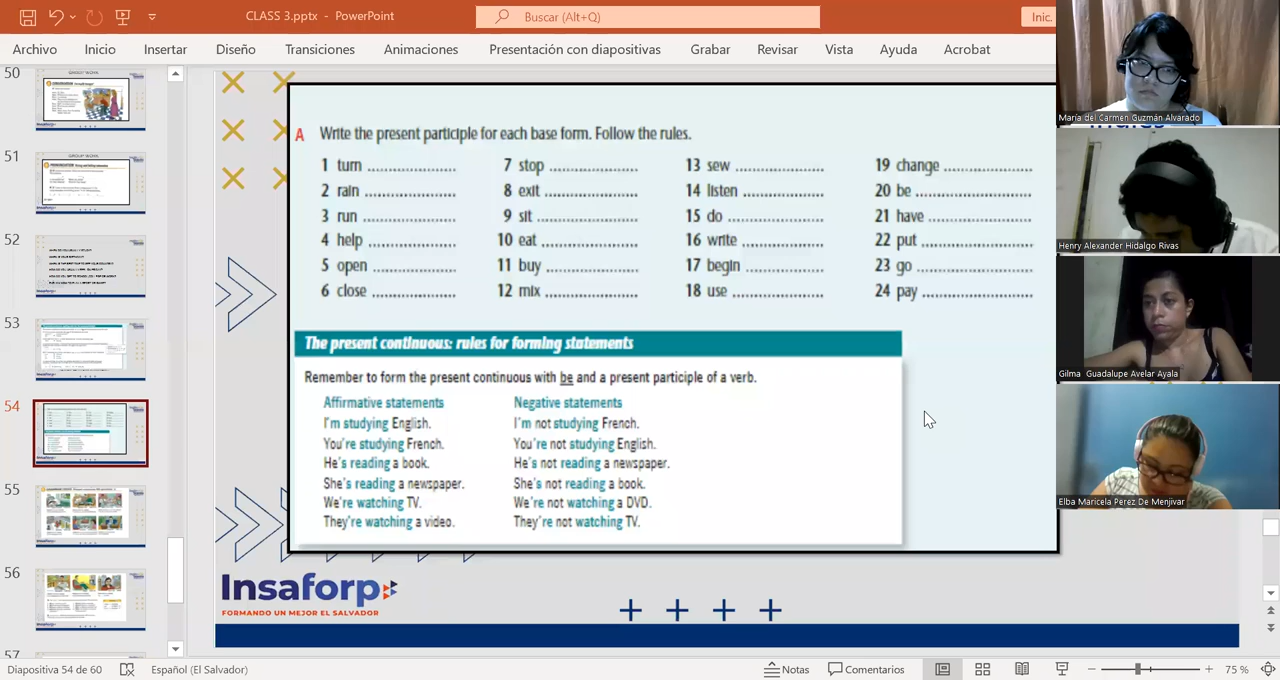 CLASS 3.pptx - PowerPoint
Buscar (Alt+Q)
Inic.
Archivo Inicio Insertar Diseño Transiciones Animaciones Presentación con diapositivas Grabar Revisar Vista Ayuda Acrobat
50
51
52
53
54
55
56
57
A Write the present participle for each base form. Follow the rules.
1 turn ........................ 7 stop ........................ 13 sew ........................ 19 change ........................
2 rain ........................ 8 exit ........................ 14 listen ........................ 20 be ........................
3 run ........................ 9 sit ........................ 15 do ........................ 21 have ........................
4 help ........................ 10 eat ........................ 16 write ........................ 22 put ........................
5 open ........................ 11 buy ........................ 17 begin ........................ 23 go ........................
6 close ........................ 12 mix ........................ 18 use ........................ 24 pay ........................
The present continuous: rules for forming statements
Remember to form the present continuous with be and a present participle of a verb.
Affirmative statements Negative statements
I'm studying English. I'm not studying French.
You're studying French. You're not studying English.
He's reading a book. He's not reading a newspaper.
She's reading a newspaper. She's not reading a book.
We're watching TV. We're not watching a DVD.
They're watching a video. They're not watching TV.
Insaforp
FORMANDO UN MEJOR EL SALVADOR
María del Carmen Guzmán Alvarado
Henry Alexander Hidalgo Rivas
Gilma Guadalupe Avelar Ayala
Elba Maricela Perez De Menjivar
Diapositiva 54 de 60 Español (El Salvador) Notas Comentarios 75 %